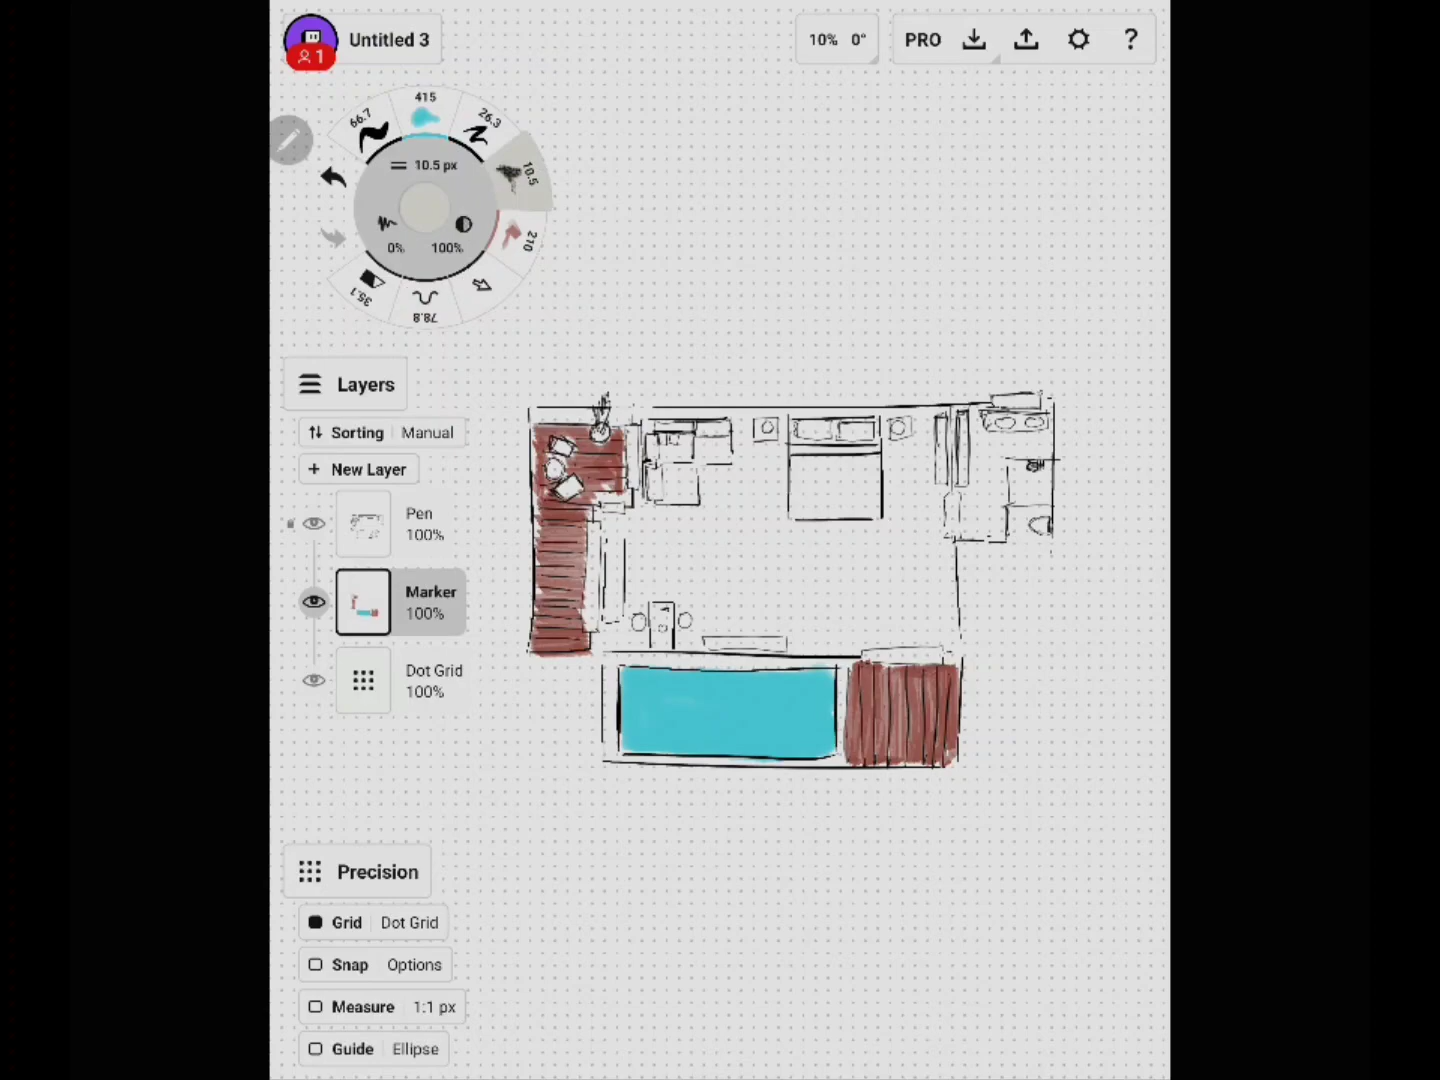 1
Untitled 3
10% 0°
PRO
?
415
66.7
26.3
10.5 px
10.5
0% 100%
210
35.1
78.8
Layers
Sorting Manual
+ New Layer
Pen
100%
Marker
100%
Dot Grid
100%
Precision
Grid Dot Grid
Snap Options
Measure 1:1 px
Guide Ellipse